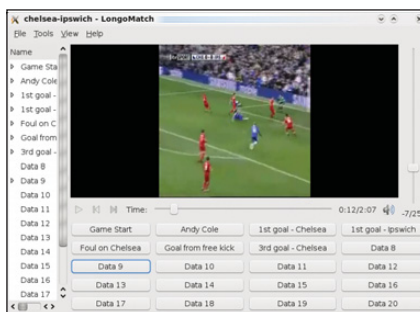 chelsea-ipswich - LongoMatch
File Tools View Help
Name
Game Sta
Andy Cole
1st goal -
1st goal -
Foul on C
Goal from
3rd goal -
Data 8
Data 9
Data 10
Data 11
Data 12
Data 13
Data 14
Data 15
Data 16
Data 17
Time:
0:12/2:07
-7/25
Game Start
Andy Cole
1st goal - Chelsea
1st goal - Ipswich
Foul on Chelsea
Goal from free kick
3rd goal - Chelsea
Data 8
Data 9
Data 10
Data 11
Data 12
Data 13
Data 14
Data 15
Data 16
Data 17
Data 18
Data 19
Data 20